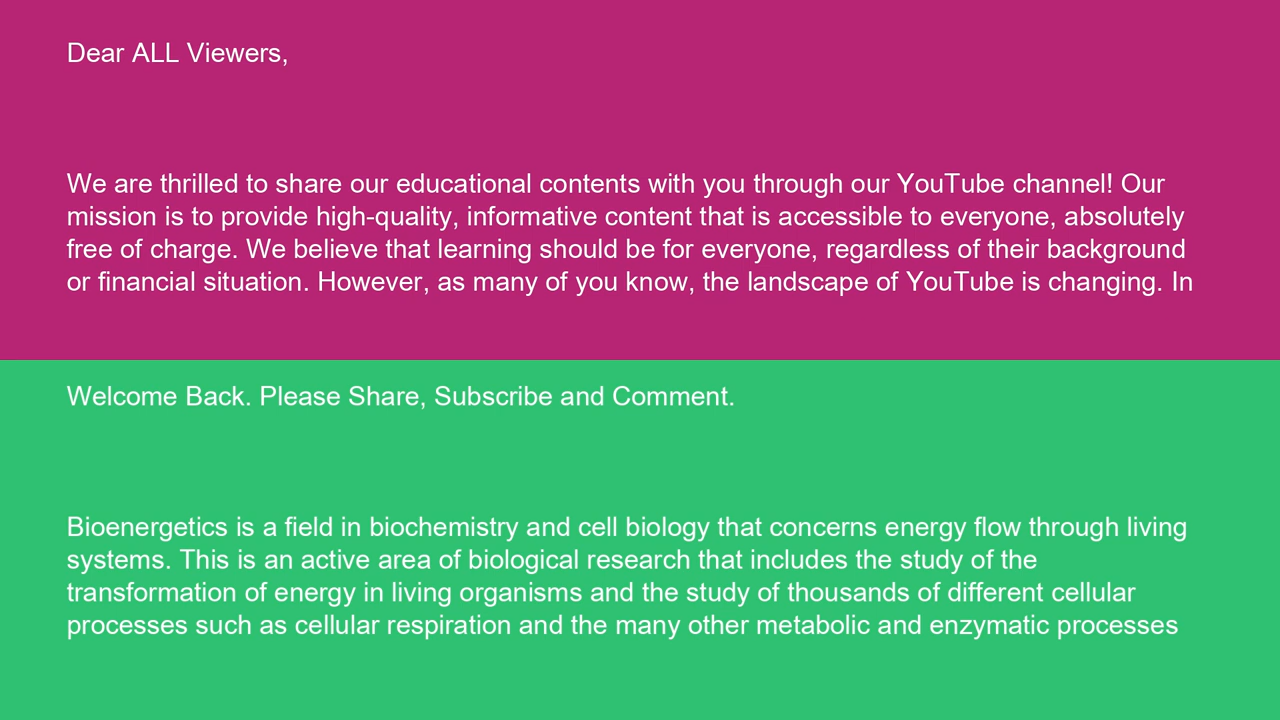 Dear ALL Viewers,
We are thrilled to share our educational contents with you through our YouTube channel! Our
mission is to provide high-quality, informative content that is accessible to everyone, absolutely
free of charge. We believe that learning should be for everyone, regardless of their background
or financial situation. However, as many of you know, the landscape of YouTube is changing. In
Welcome Back. Please Share, Subscribe and Comment.
Bioenergetics is a field in biochemistry and cell biology that concerns energy flow through living
systems. This is an active area of biological research that includes the study of the
transformation of energy in living organisms and the study of thousands of different cellular
processes such as cellular respiration and the many other metabolic and enzymatic processes